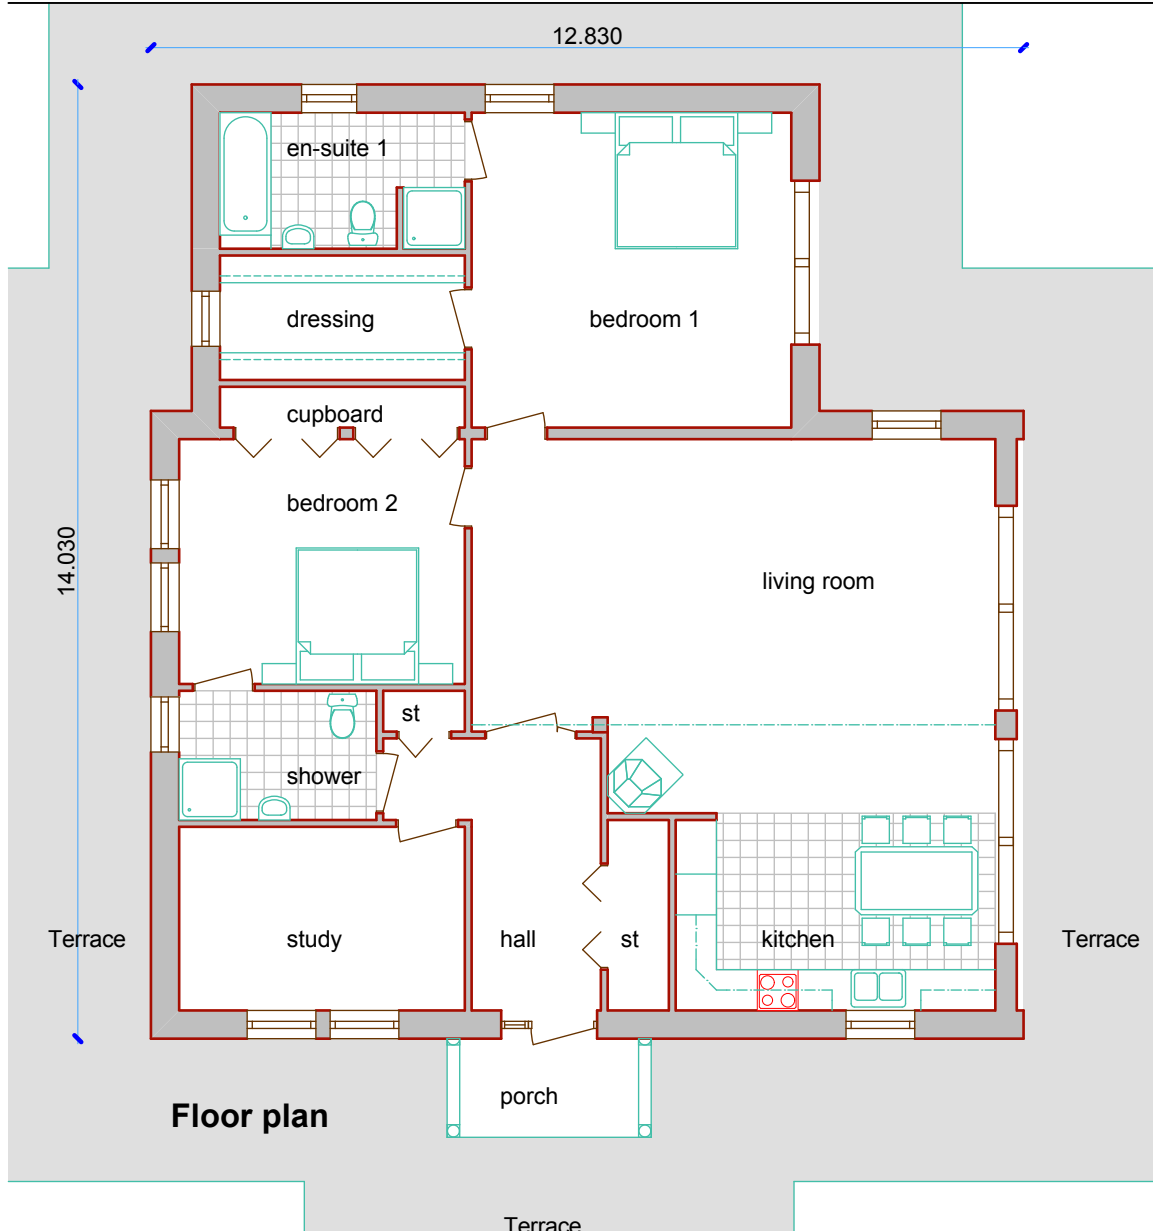 12.830
en-suite 1
dressing
bedroom 1
cupboard
bedroom 2
14.030
living room
st
shower
Terrace
study
hall
st
kitchen
Terrace
porch
Floor plan
Terrace